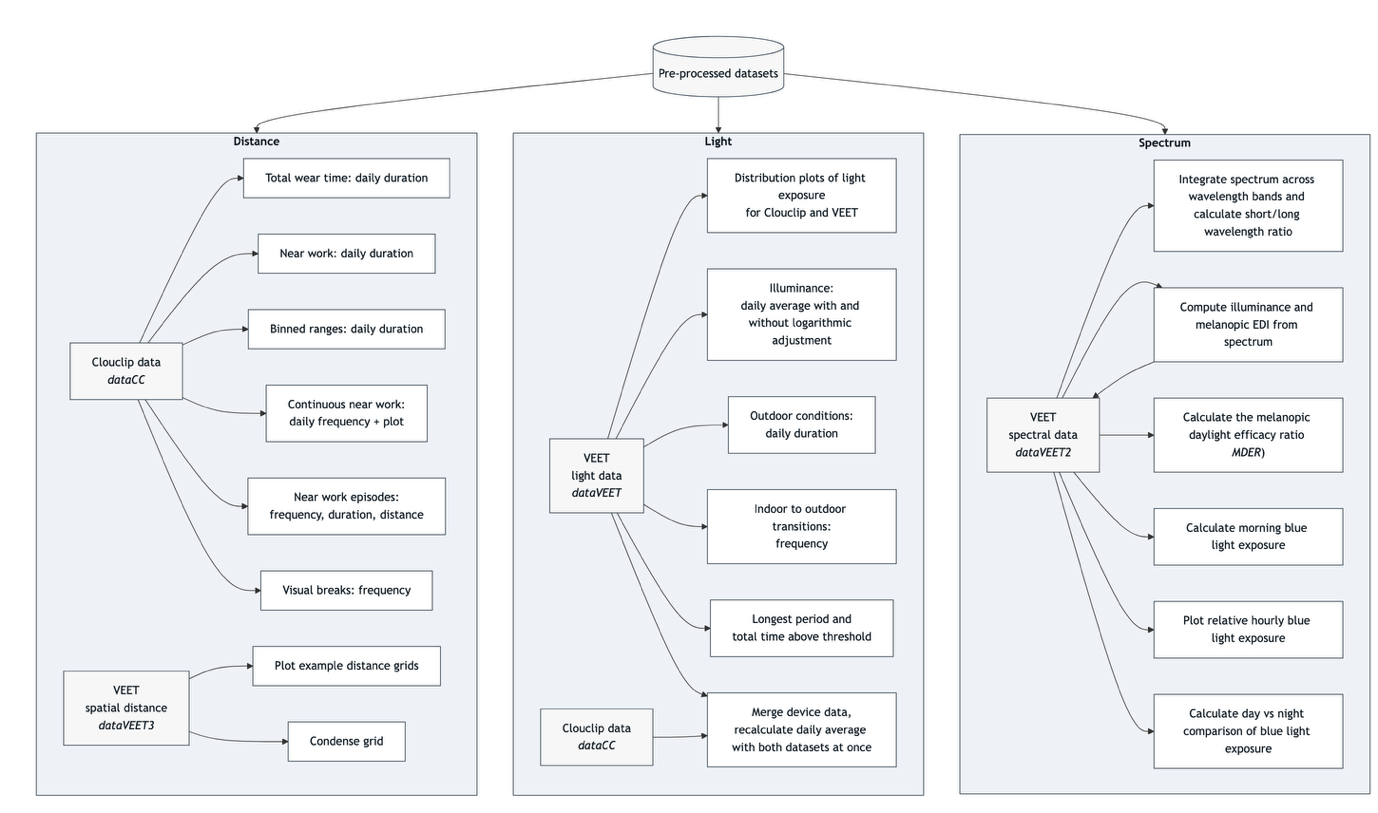 Pre-processed datasets
Distance
Total wear time: daily duration
Near work: daily duration
Binned ranges: daily duration
Clouclip data
dataCC
Continuous near work:
daily frequency + plot
Near work episodes:
frequency, duration, distance
Visual breaks: frequency
Plot example distance grids
VEET
spatial distance
dataVEET3
Condense grid
Light
Distribution plots of light
exposure
for Clouclip and VEET
Illuminance:
daily average with and
without logarithmic
adjustment
Outdoor conditions:
daily duration
VEET
light data
dataVEET
Indoor to outdoor
transitions:
frequency
Longest period and
total time above threshold
Clouclip data
dataCC
Merge device data,
recalculate daily average
with both datasets at once
Spectrum
Integrate spectrum across
wavelength bands and
calculate short/long
wavelength ratio
Compute illuminance and
melanopic EDI from
spectrum
VEET
spectral data
dataVEET2
Calculate the melanopic
daylight efficacy ratio
MDER)
Calculate morning blue
light exposure
Plot relative hourly blue
light exposure
Calculate day vs night
comparison of blue light
exposure